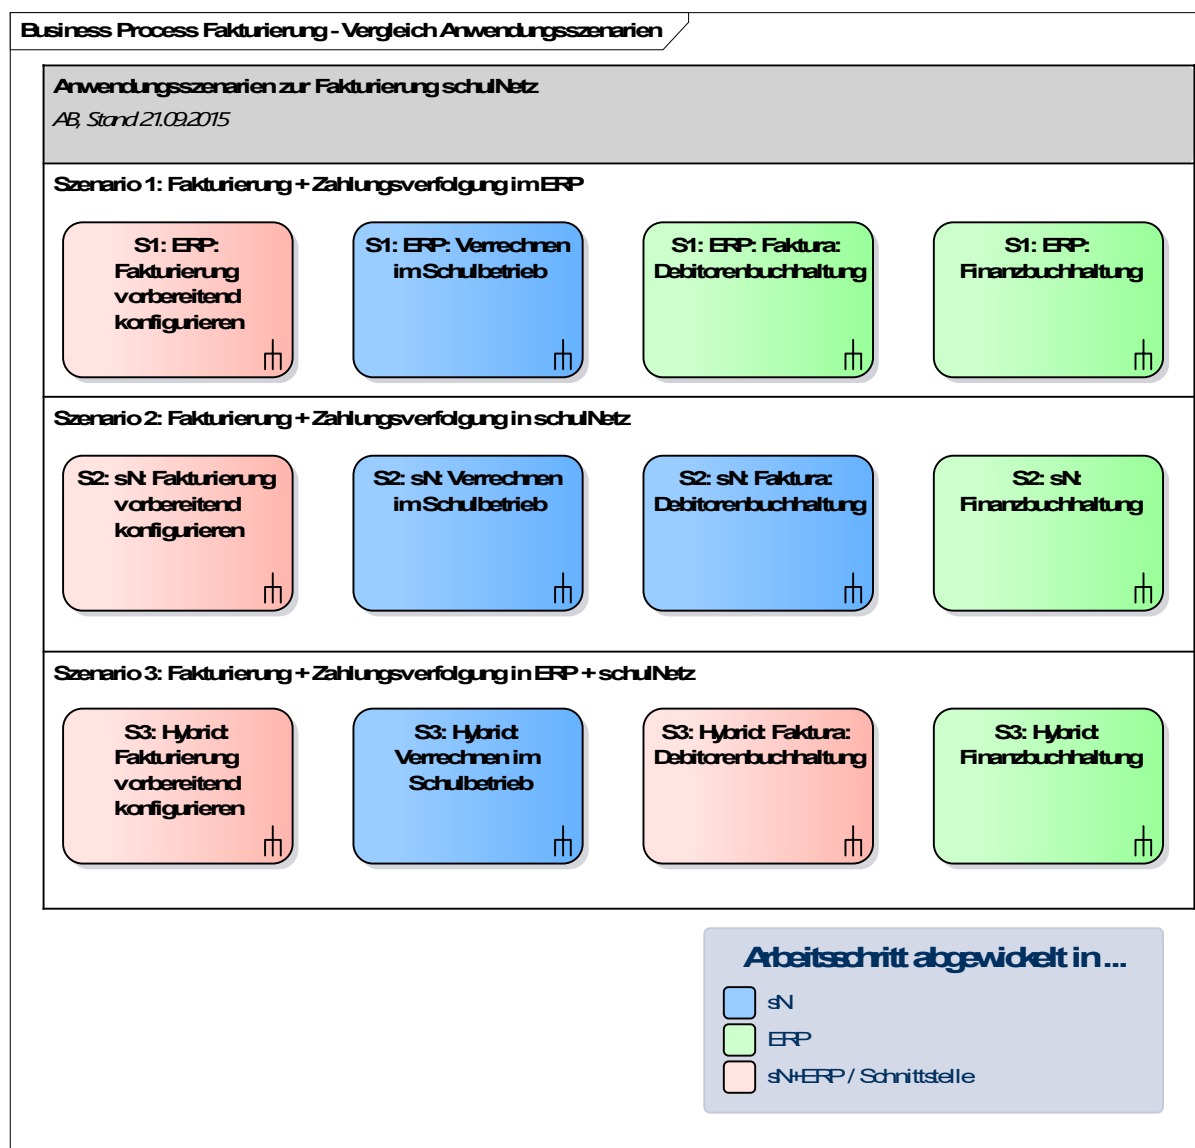 Business Process Fakturierung - Vergleich Anwendungsszenarien
Anwendungsszenarien zur Fakturierung schulNetz
AB, Stand 21.09.2015
Szenario 1: Fakturierung + Zahlungsverfolgung im ERP
S1: ERP:
Fakturierung
vorbereitend
konfigurieren
S1: ERP: Verrechnen
im Schulbetrieb
S1: ERP: Faktura:
Debitorenbuchhaltung
S1: ERP:
Finanzbuchhaltung
Szenario 2: Fakturierung + Zahlungsverfolgung in schulNetz
S2: sN: Fakturierung
vorbereitend
konfigurieren
S2: sN: Verrechnen
im Schulbetrieb
S2: sN: Faktura:
Debitorenbuchhaltung
S2: sN:
Finanzbuchhaltung
Szenario 3: Fakturierung + Zahlungsverfolgung in ERP + schulNetz
S3: Hybrid:
Fakturierung
vorbereitend
konfigurieren
S3: Hybrid:
Verrechnen im
Schulbetrieb
S3: Hybrid: Faktura:
Debitorenbuchhaltung
S3: Hybrid:
Finanzbuchhaltung
Arbeitsschritt abgewickelt in ...
sN
ERP
sN+ERP / Schnittstelle